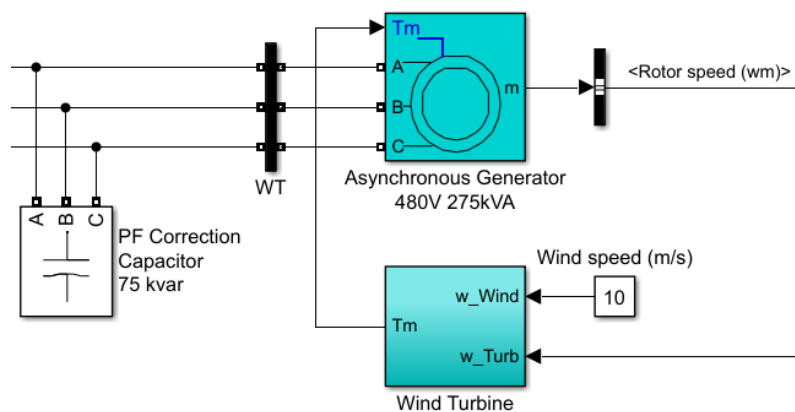 Tm
<Rotor speed (wm)>
A
B
m
C
WT
Asynchronous Generator
480V 275kVA
A
B
C
PF Correction
Capacitor
75 kvar
Wind speed (m/s)
w_Wind
10
Tm
w_Turb
Wind Turbine